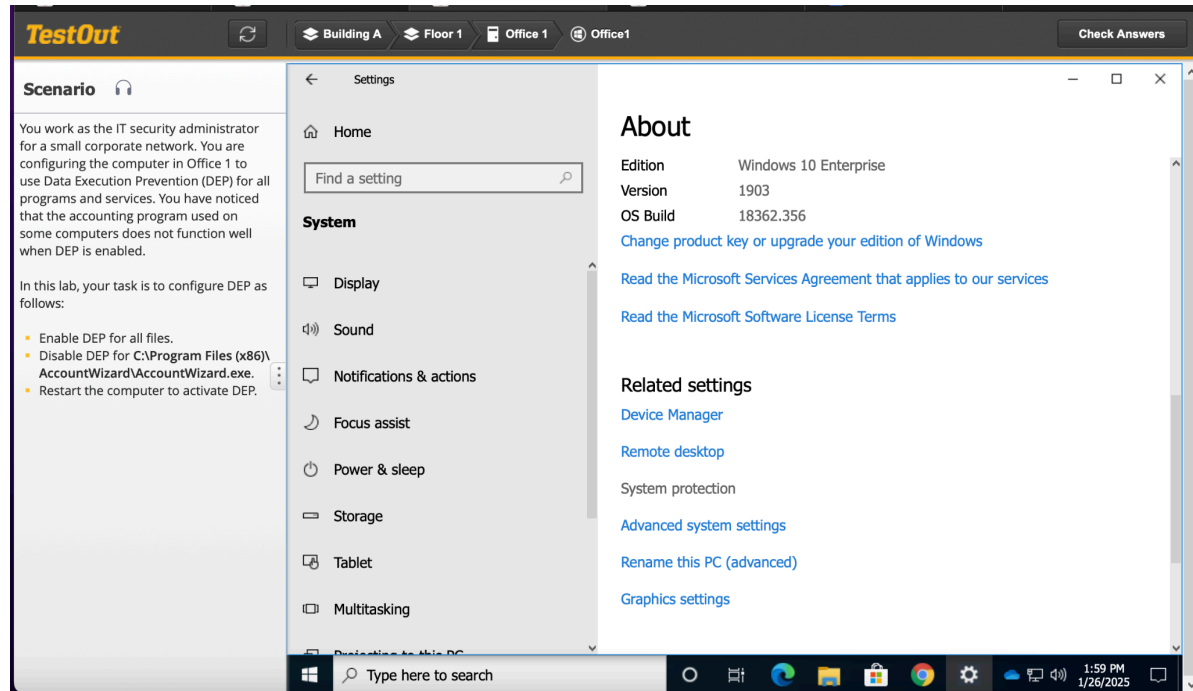 TestOut
Building A
Floor 1
Office 1
Office1
Check Answers
Scenario
You work as the IT security administrator
for a small corporate network. You are
configuring the computer in Office 1 to
use Data Execution Prevention (DEP) for all
programs and services. You have noticed
that the accounting program used on
some computers does not function well
when DEP is enabled.
In this lab, your task is to configure DEP as
follows:
Enable DEP for all files.
Disable DEP for C:\Program Files (x86)\
AccountWizard\AccountWizard.exe.
Restart the computer to activate DEP.
Settings
Home
Find a setting
System
Display
Sound
Notifications & actions
Focus assist
Power & sleep
Storage
Tablet
Multitasking
Projecting to this PC
About
Edition Windows 10 Enterprise
Version 1903
OS Build 18362.356
Change product key or upgrade your edition of Windows
Read the Microsoft Services Agreement that applies to our services
Read the Microsoft Software License Terms
Related settings
Device Manager
Remote desktop
System protection
Advanced system settings
Rename this PC (advanced)
Graphics settings
Type here to search
1:59 PM
1/26/2025